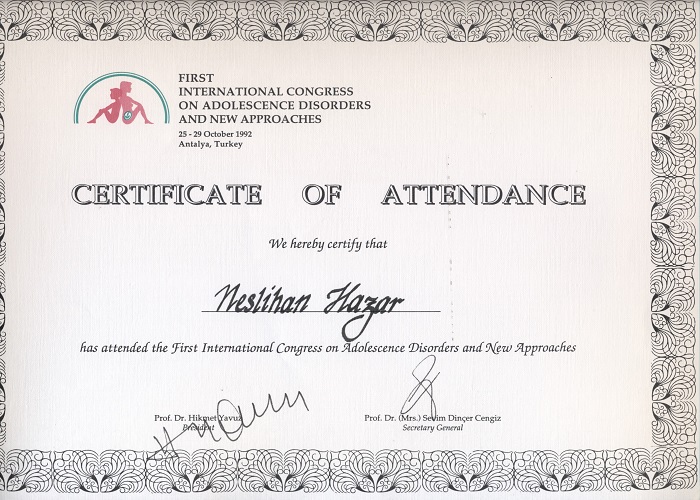 FIRST
INTERNATIONAL CONGRESS
ON ADOLESCENCE DISORDERS
AND NEW APPROACHES
25 - 29 October 1992
Antalya, Turkey
CERTIFICATE OF ATTENDANCE
We hereby certify that
Neslihan Hazar
has attended the First International Congress on Adolescence Disorders and New Approaches
Prof. Dr. Hikmet Yavuz
President
Prof. Dr. (Mrs.) Sevim Dinçer Cengiz
Secretary General